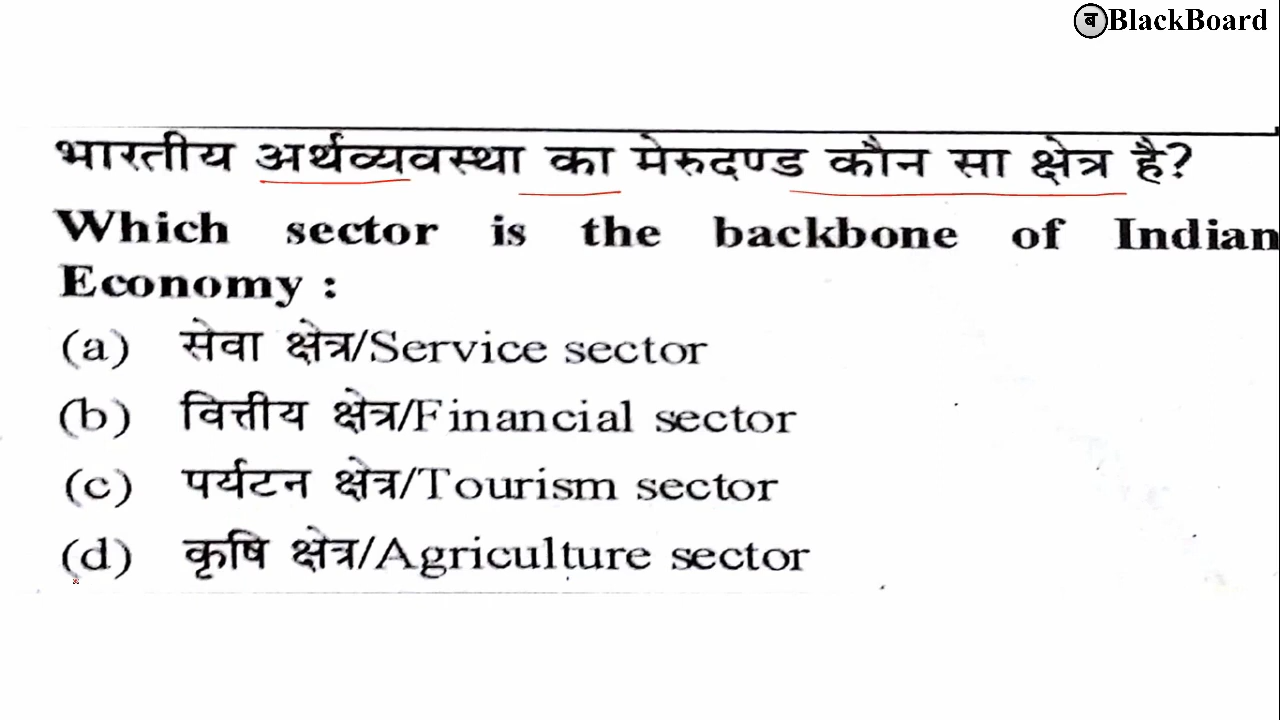 ब BlackBoard
भारतीय अर्थव्यवस्था का मेरुदण्ड कौन सा क्षेत्र है?
Which sector is the backbone of Indian
Economy :
(a) सेवा क्षेत्र/Service sector
(b) वित्तीय क्षेत्र/Financial sector
(c) पर्यटन क्षेत्र/Tourism sector
(d) कृषि क्षेत्र/Agriculture sector